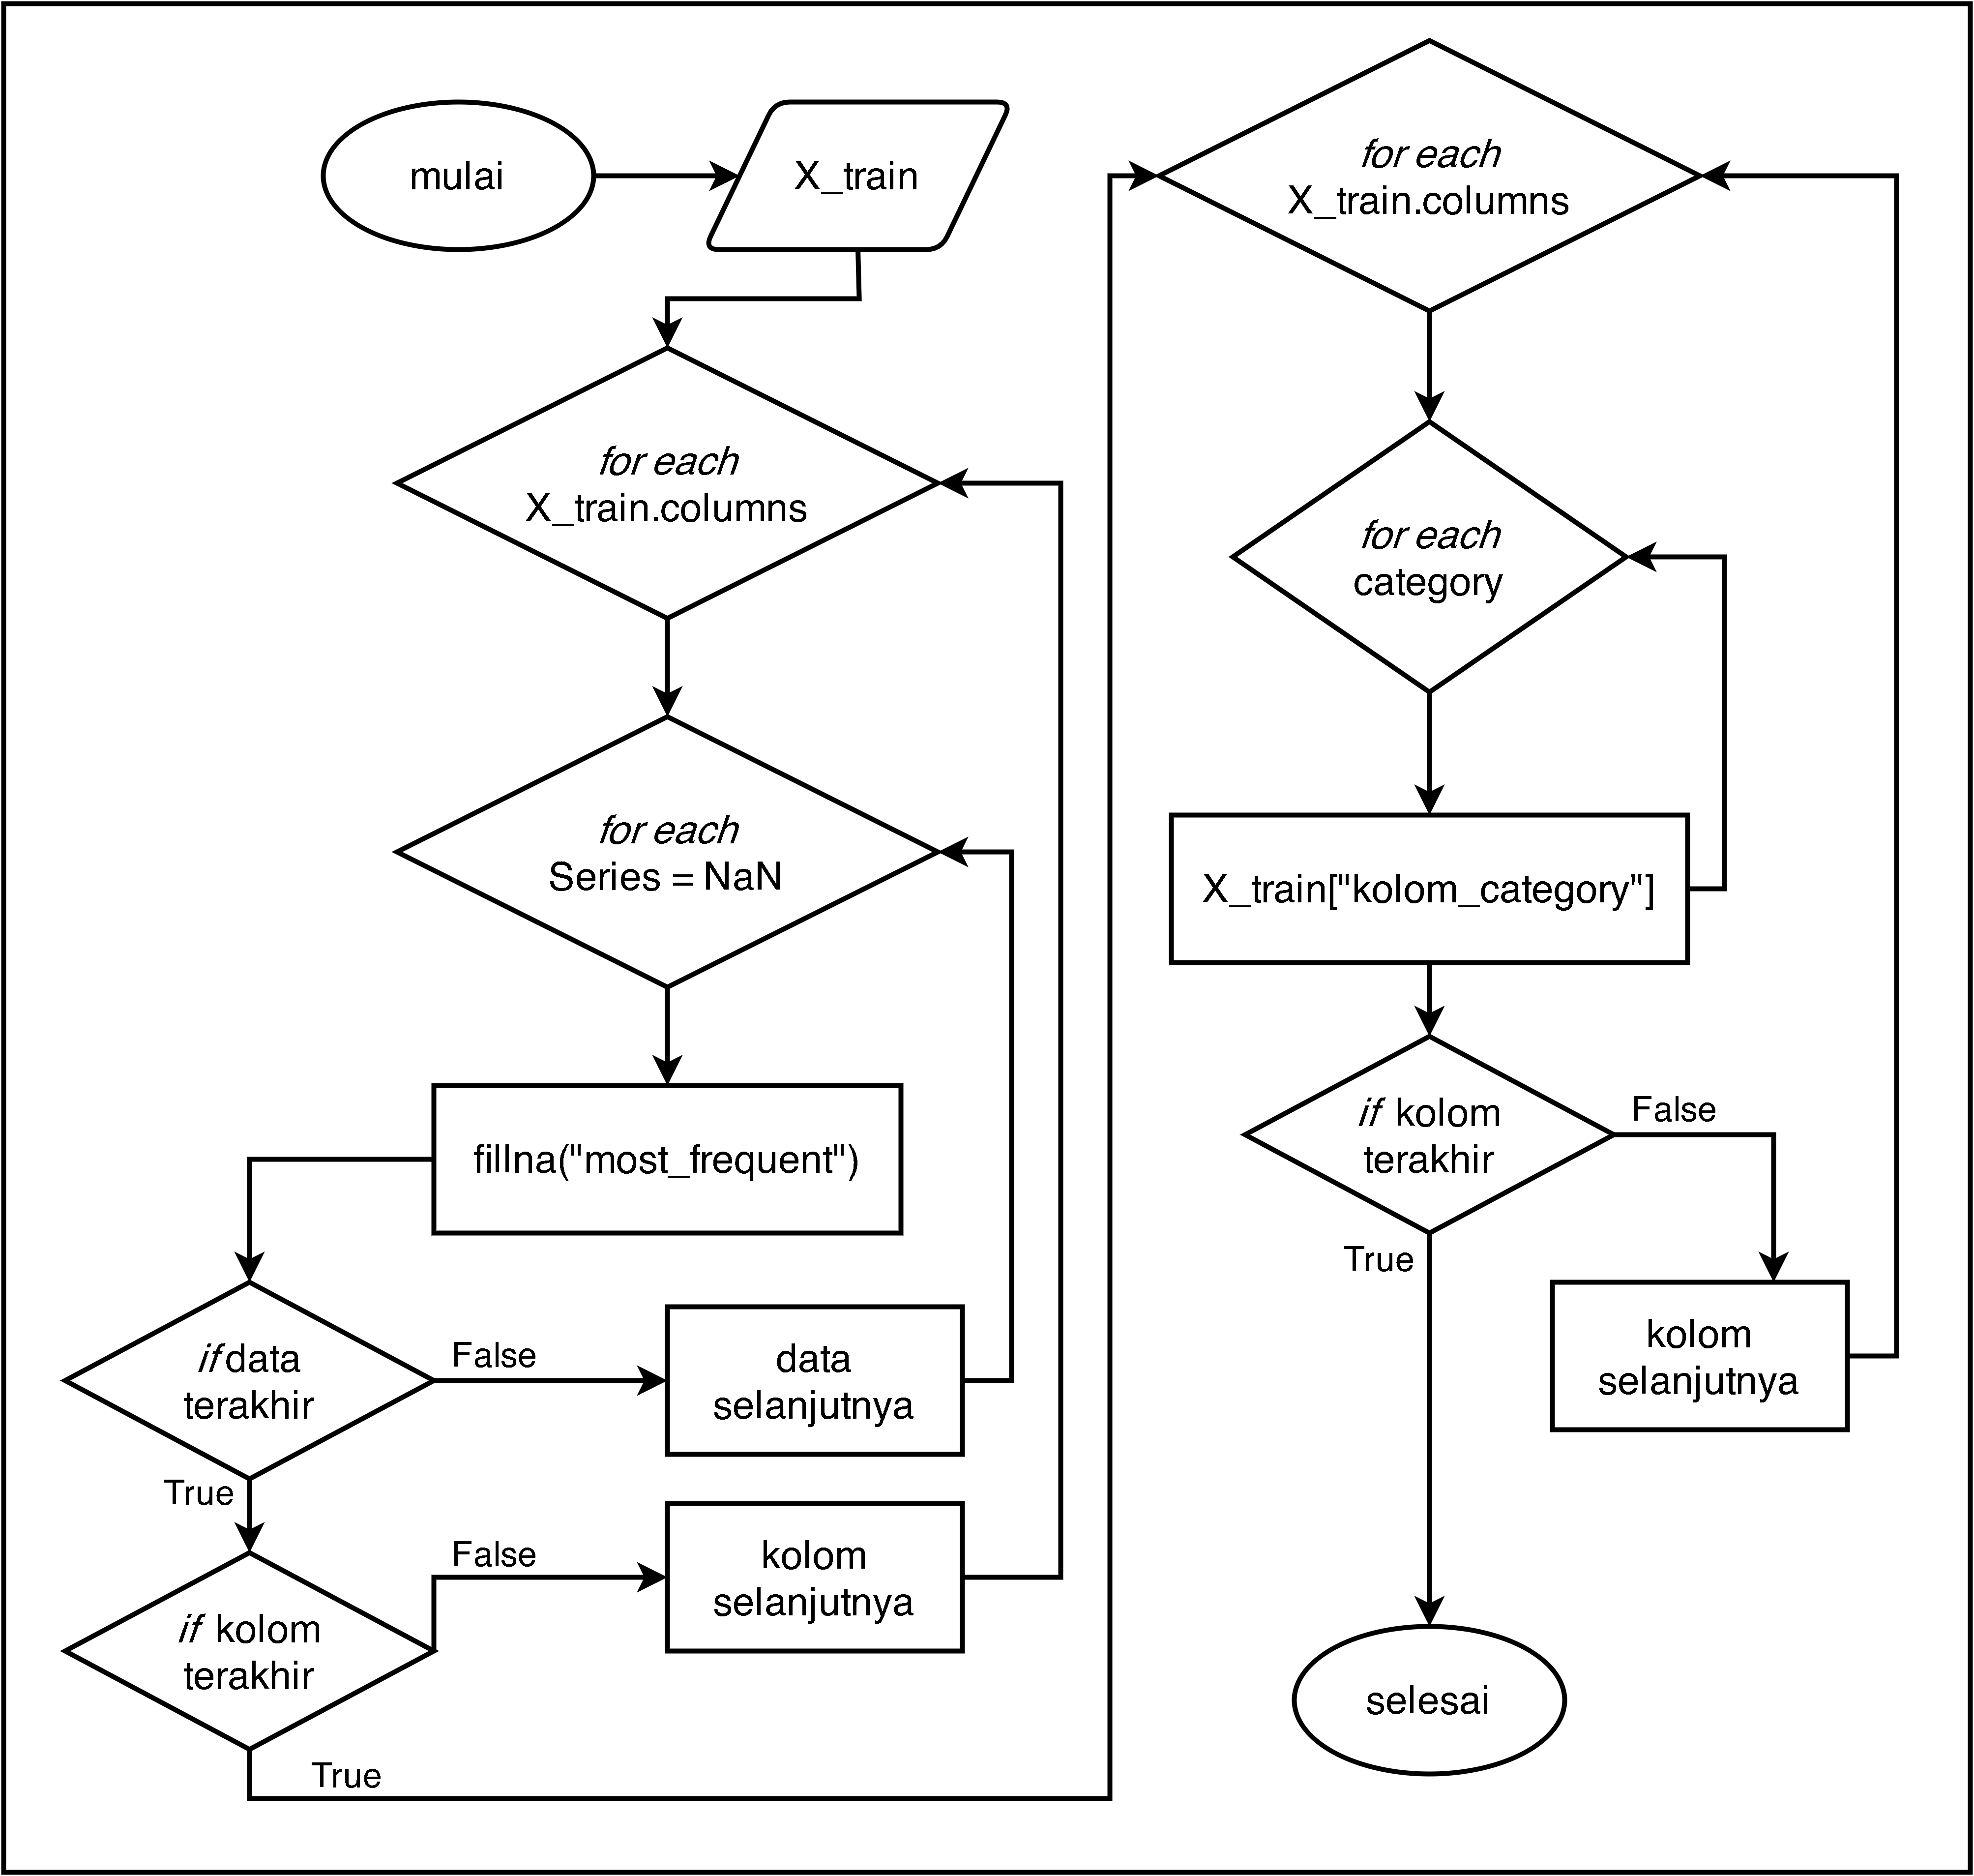 mulai
X_train
for each
X_train.columns
for each
Series = NaN
fillna("most_frequent")
if data
terakhir
False
data
selanjutnya
True
if kolom
terakhir
False
kolom
selanjutnya
True
for each
X_train.columns
for each
category
X_train["kolom_category"]
if kolom
terakhir
False
kolom
selanjutnya
True
selesai